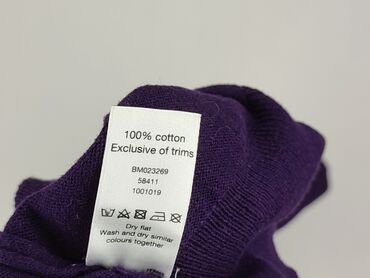 100% cotton
Exclusive of trims
BM023269
58411
1001019
Dry flat
Wash and dry similar
colours together